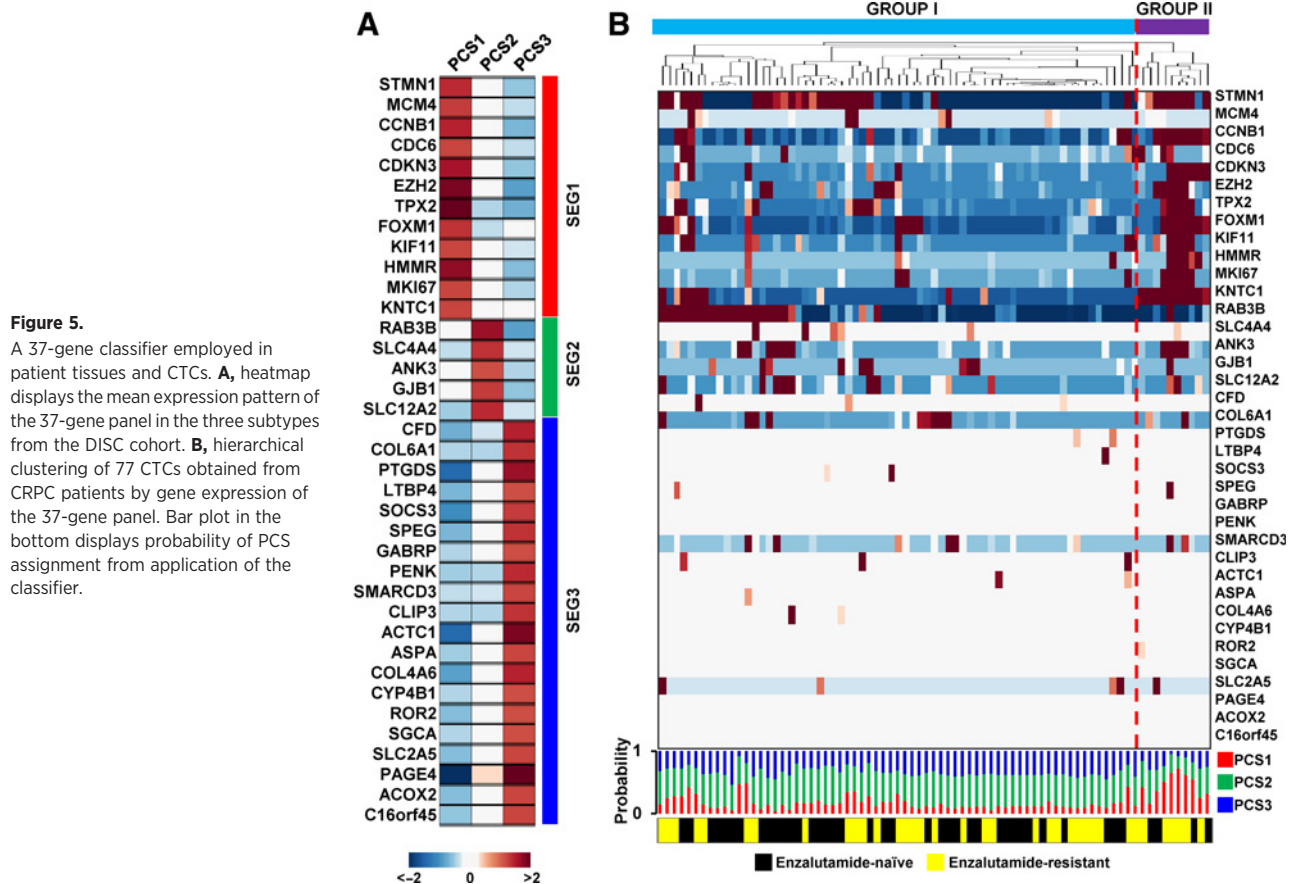 Figure 5.
A 37-gene classifier employed in
patient tissues and CTCs. A, heatmap
displays the mean expression pattern of
the 37-gene panel in the three subtypes
from the DISC cohort. B, hierarchical
clustering of 77 CTCs obtained from
CRPC patients by gene expression of
the 37-gene panel. Bar plot in the
bottom displays probability of PCS
assignment from application of the
classifier.
A
PCS1 PCS2 PCS3
STMN1
MCM4
CCNB1
CDC6
CDKN3
EZH2
TPX2
FOXM1
KIF11
HMMR
MKI67
KNTC1
RAB3B
SLC4A4
ANK3
GJB1
SLC12A2
CFD
COL6A1
PTGDS
LTBP4
SOCS3
SPEG
GABRP
PENK
SMARCD3
CLIP3
ACTC1
ASPA
COL4A6
CYP4B1
ROR2
SGCA
SLC2A5
PAGE4
ACOX2
C16orf45
SEG1
SEG2
SEG3
<-2 0 >2
B
GROUP I GROUP II
STMN1
MCM4
CCNB1
CDC6
CDKN3
EZH2
TPX2
FOXM1
KIF11
HMMR
MKI67
KNTC1
RAB3B
SLC4A4
ANK3
GJB1
SLC12A2
CFD
COL6A1
PTGDS
LTBP4
SOCS3
SPEG
GABRP
PENK
SMARCD3
CLIP3
ACTC1
ASPA
COL4A6
CYP4B1
ROR2
SGCA
SLC2A5
PAGE4
ACOX2
C16orf45
Probability
1
0
PCS1
PCS2
PCS3
Enzalutamide-naïve Enzalutamide-resistant